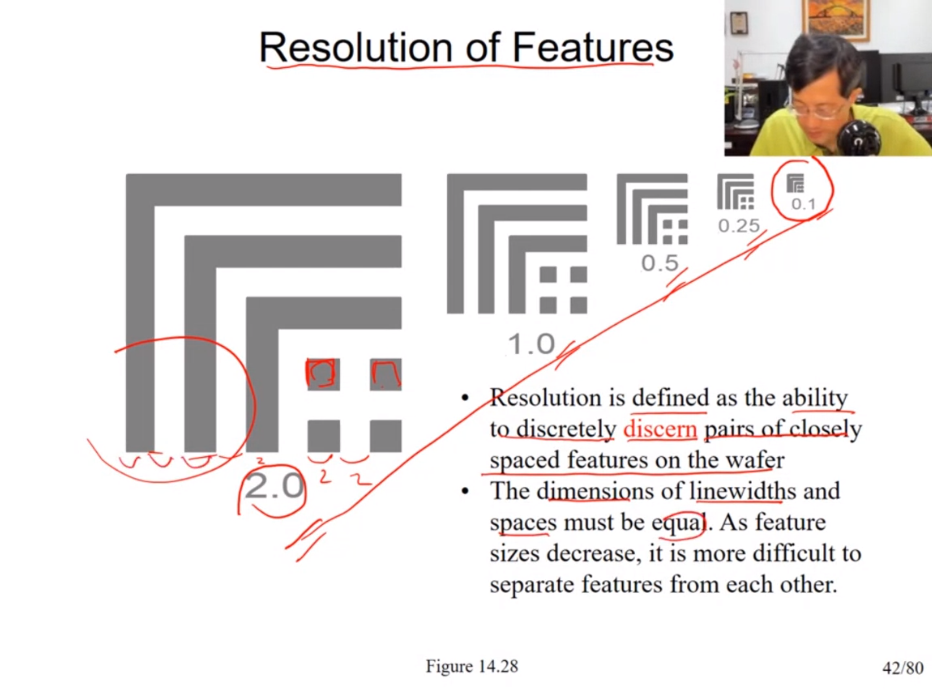 Resolution of Features
0.1
0.25
0.5
1.0
2.0
2
2
2
• Resolution is defined as the ability
to discretely discern pairs of closely
spaced features on the wafer
• The dimensions of linewidths and
spaces must be equal. As feature
sizes decrease, it is more difficult to
separate features from each other.
Figure 14.28
42/80